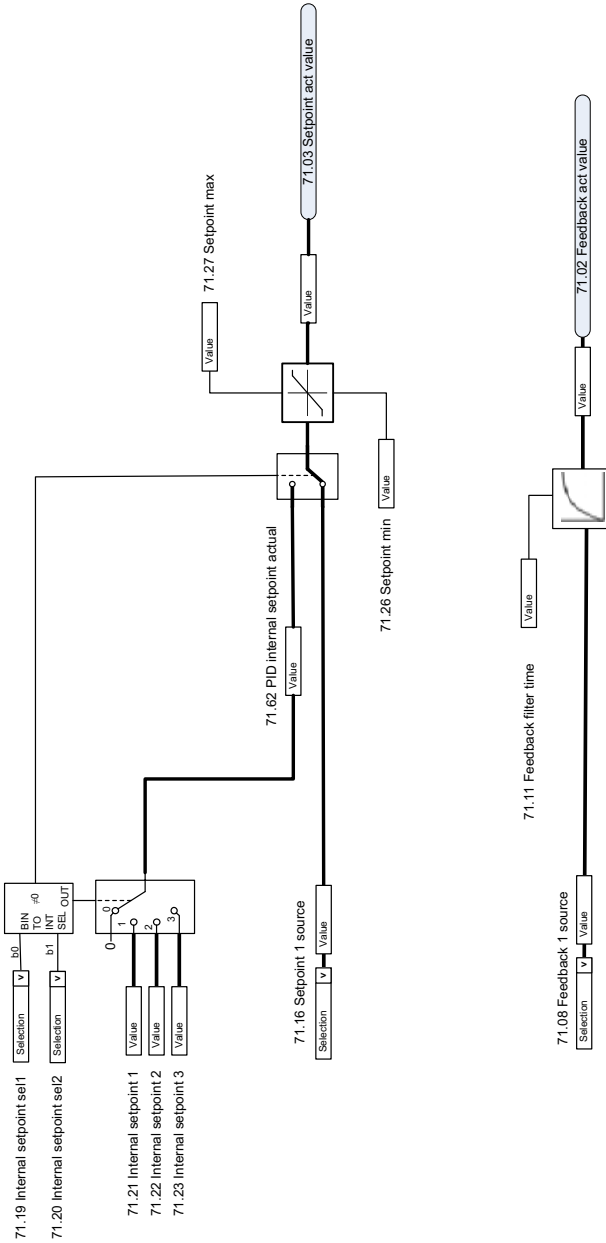 71.19 Internal setpoint sel1
Selection
v
b0
71.20 Internal setpoint sel2
Selection
v
b1
BIN
TO
INT
SEL
≠0
OUT
0
0
71.21 Internal setpoint 1
Value
1
71.22 Internal setpoint 2
Value
2
71.23 Internal setpoint 3
Value
3
71.62 PID internal setpoint actual
Value
71.16 Setpoint 1 source
Selection
v
Value
71.27 Setpoint max
Value
71.26 Setpoint min
Value
Value
71.03 Setpoint act value
71.11 Feedback filter time
Value
71.08 Feedback 1 source
Selection
v
Value
Value
71.02 Feedback act value